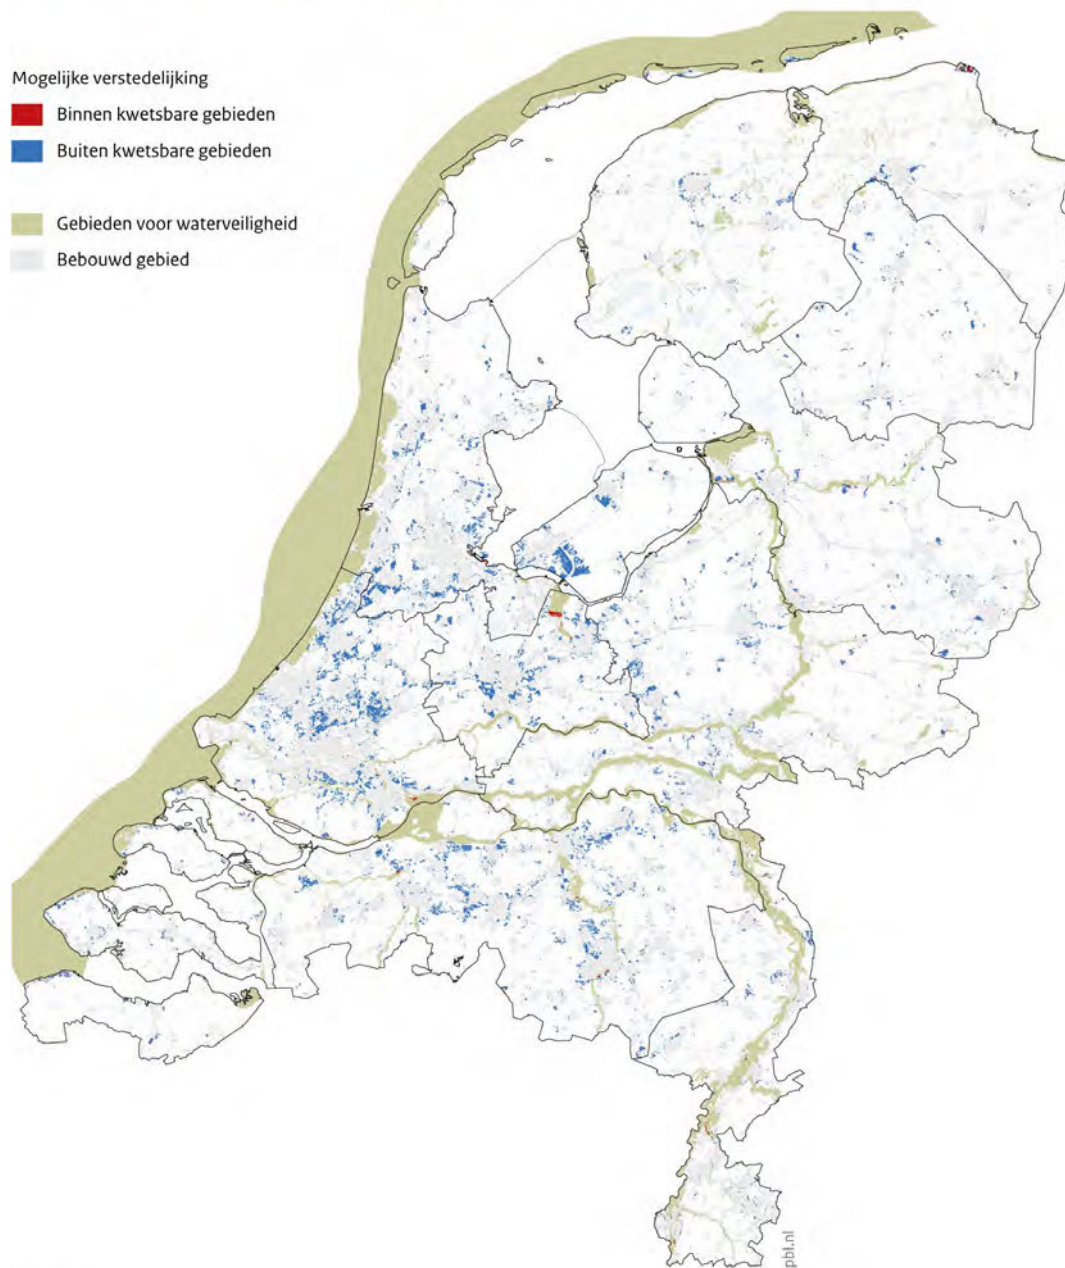 Mogelijke verstedelijking
Binnen kwetsbare gebieden
Buiten kwetsbare gebieden
Gebieden voor waterveiligheid
Bebouwd gebied
pbl.nl